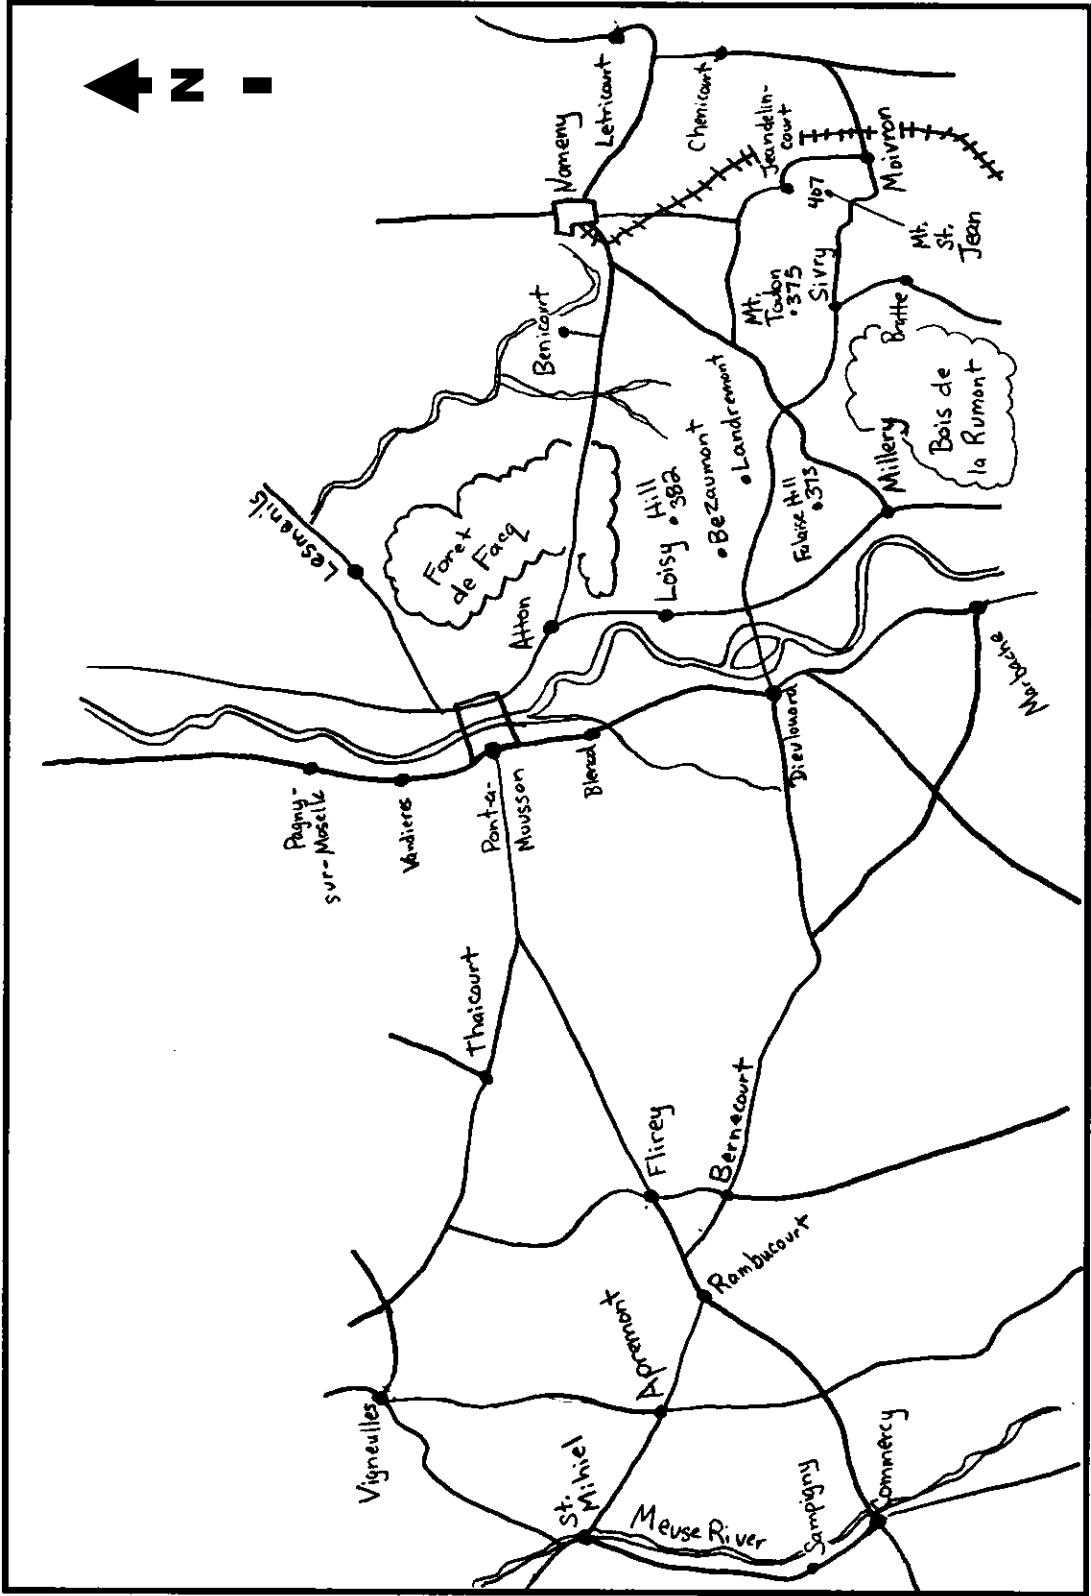 N
Vigneulles
St.
Mihiel
Meuse River
Sampigny
Commercy
Apremont
Rambucourt
Flirey
Bernecourt
Thaicourt
Pagny-
sur-Moselle
Vandieres
Pont-a-
Mousson
Blenod
Dieulouard
Marbache
Lesmenils
Foret
de Facq
Atton
Loisy
Hill
382
Bezaumont
Landremont
Falaise Hill
373
Millery
Bois de
la Rumont
Benicourt
Nomeny
Mt.
Toulon
375
Sivry
Bratte
Letricourt
Chenicourt
Jeandelin-
court
407
Moivron
Mt.
St.
Jean